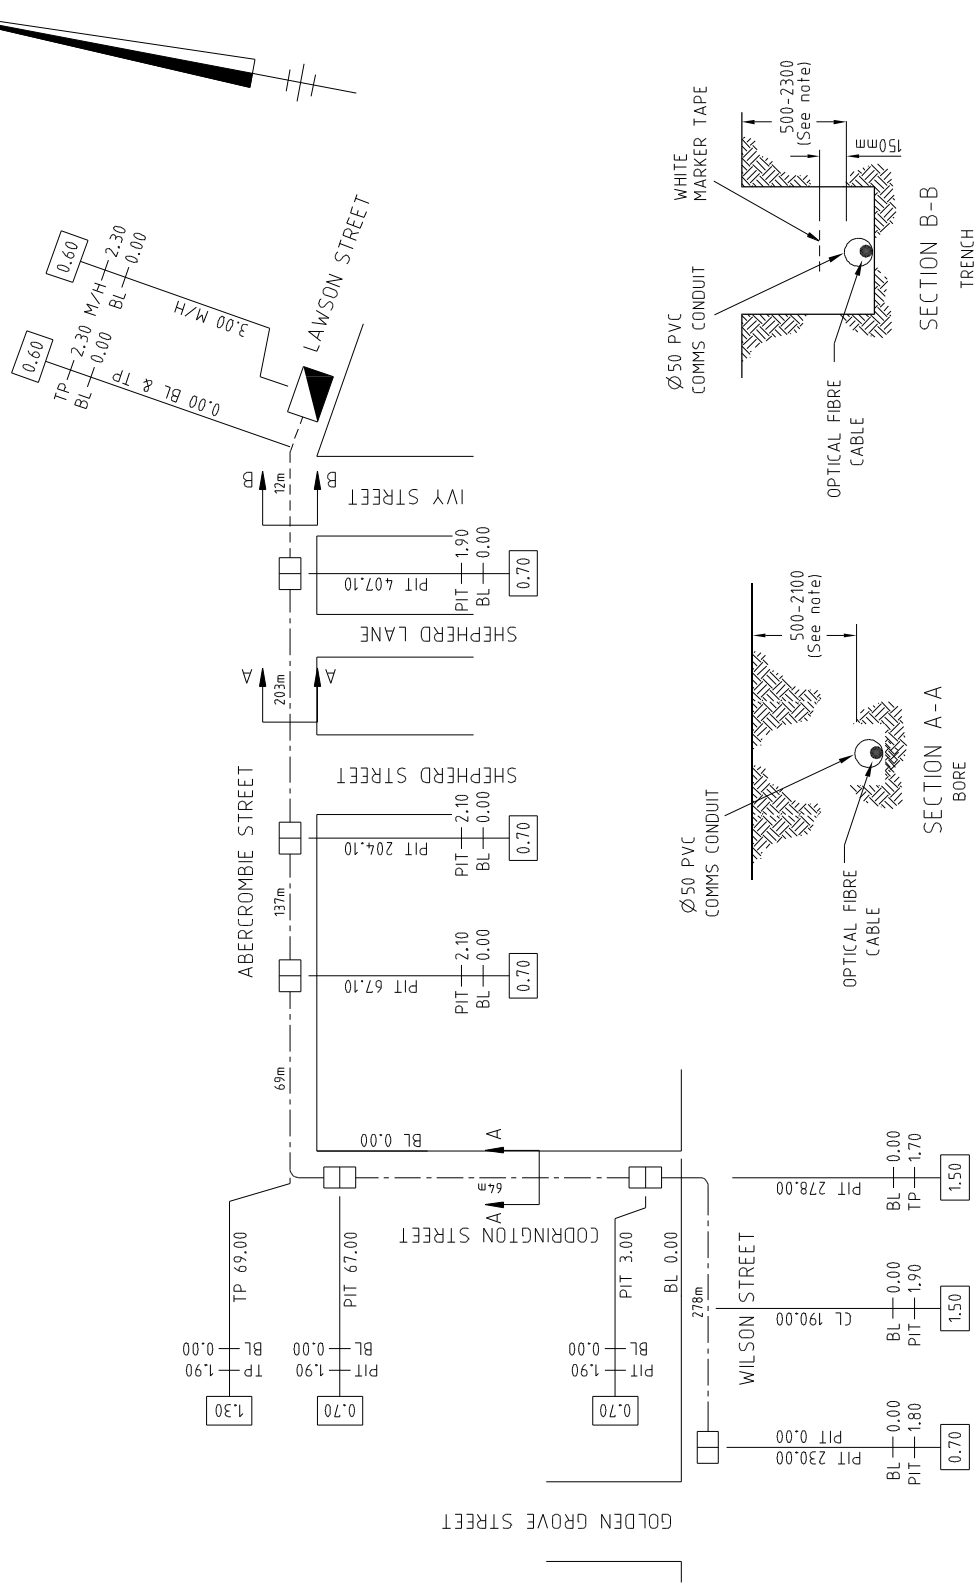 0.60
TP 2.30 M/H 2.30
BL 0.00
BL 0.00
0.60
0.00 BL & TP
3.00 M/H
LAWSON STREET
12m
B
B
IVY STREET
PIT 407.10
PIT 1.90
BL 0.00
0.70
SHEPHERD LANE
203m
A
A
SHEPHERD STREET
ABERCROMBIE STREET
PIT 204.10
PIT 2.10
BL 0.00
0.70
137m
PIT 67.10
PIT 2.10
BL 0.00
0.70
69m
BL 0.00
A
A
64m
CODRINGTON STREET
TP 69.00
BL 0.00
TP 1.90
1.30
PIT 67.00
BL 0.00
PIT 1.90
0.70
PIT 3.00
BL 0.00
BL 0.00
PIT 1.90
0.70
278m
WILSON STREET
PIT 278.00
BL 0.00
TP 1.70
1.50
CL 190.00
BL 0.00
PIT 1.90
1.50
PIT 0.00
PIT 230.00
BL 0.00
PIT 1.80
0.70
GOLDEN GROVE STREET
Ø50 PVC
COMMS CONDUIT
OPTICAL FIBRE
CABLE
500-2100
(See note)
SECTION A-A
BORE
WHITE
MARKER TAPE
Ø50 PVC
COMMS CONDUIT
OPTICAL FIBRE
CABLE
500-2300
(See note)
150mm
SECTION B-B
TRENCH